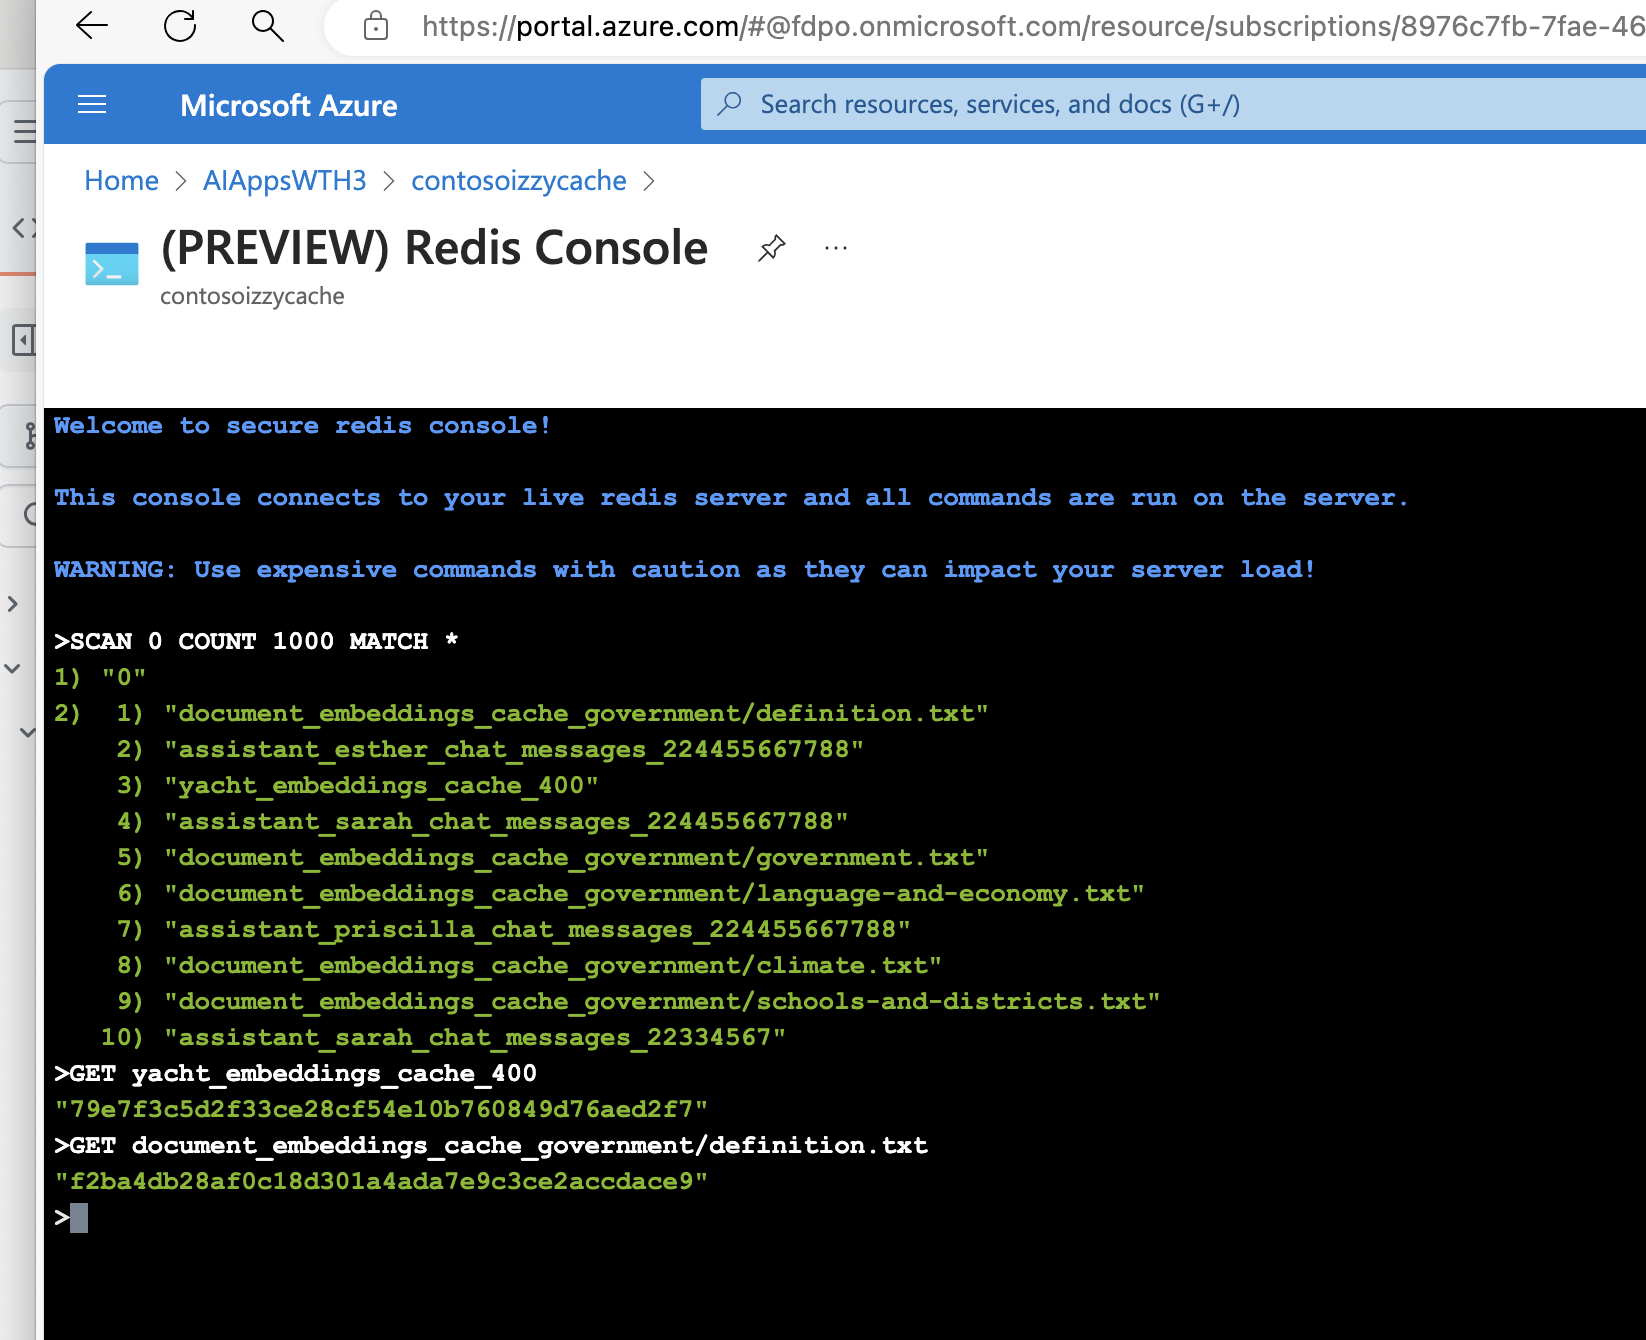 https://portal.azure.com/#@fdpo.onmicrosoft.com/resource/subscriptions/8976c7fb-7fae-46
Microsoft Azure
Search resources, services, and docs (G+/)
Home > AIAppsWTH3 > contosoizzycache >
(PREVIEW) Redis Console
contosoizzycache
Welcome to secure redis console!
This console connects to your live redis server and all commands are run on the server.
WARNING: Use expensive commands with caution as they can impact your server load!
>SCAN 0 COUNT 1000 MATCH *
1) "0"
2) 1) "document_embeddings_cache_government/definition.txt"
2) "assistant_esther_chat_messages_224455667788"
3) "yacht_embeddings_cache_400"
4) "assistant_sarah_chat_messages_224455667788"
5) "document_embeddings_cache_government/government.txt"
6) "document_embeddings_cache_government/language-and-economy.txt"
7) "assistant_priscilla_chat_messages_224455667788"
8) "document_embeddings_cache_government/climate.txt"
9) "document_embeddings_cache_government/schools-and-districts.txt"
10) "assistant_sarah_chat_messages_22334567"
>GET yacht_embeddings_cache_400
"79e7f3c5d2f33ce28cf54e10b760849d76aed2f7"
>GET document_embeddings_cache_government/definition.txt
"f2ba4db28af0c18d301a4ada7e9c3ce2accdace9"
>